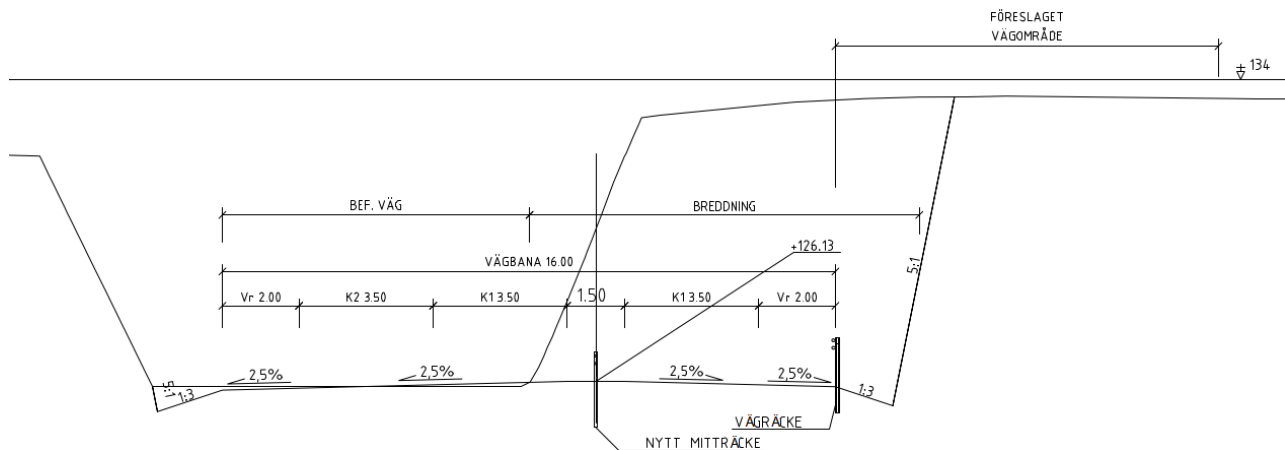 FÖRESLAGET
VÄGOMRÅDE
± 134
BEF. VÄG
BREDDNING
+126.13
VÄGBANA 16.00
5:1
Vr 2.00
K2 3.50
K1 3.50
1.50
K1 3.50
Vr 2.00
2,5%
2,5%
2,5%
2,5%
5:1
1:3
1:3
VÄGRÄCKE
NYTT MITTRÄCKE